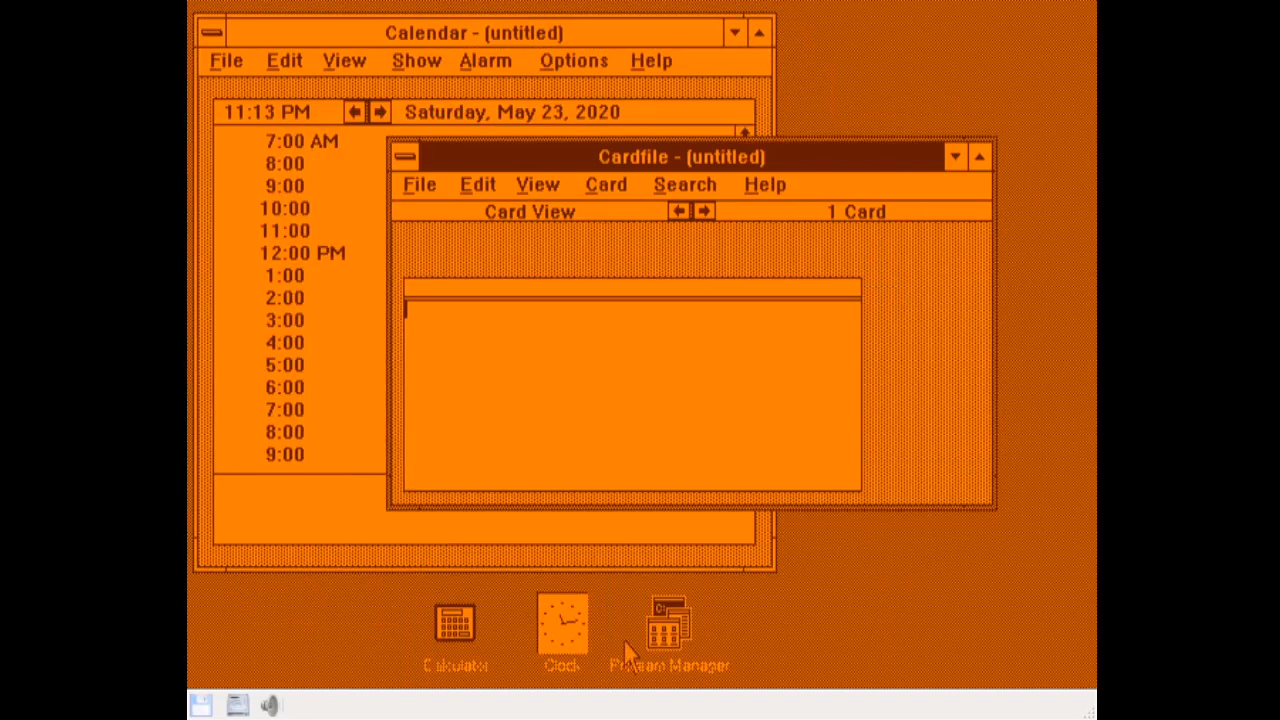 Calendar - (untitled)
File Edit View Show Alarm Options Help
11:13 PM Saturday, May 23, 2020
7:00 AM
8:00
9:00
10:00
11:00
12:00 PM
1:00
2:00
3:00
4:00
5:00
6:00
7:00
8:00
9:00
Cardfile - (untitled)
File Edit View Card Search Help
Card View 1 Card
Calculator Clock Program Manager